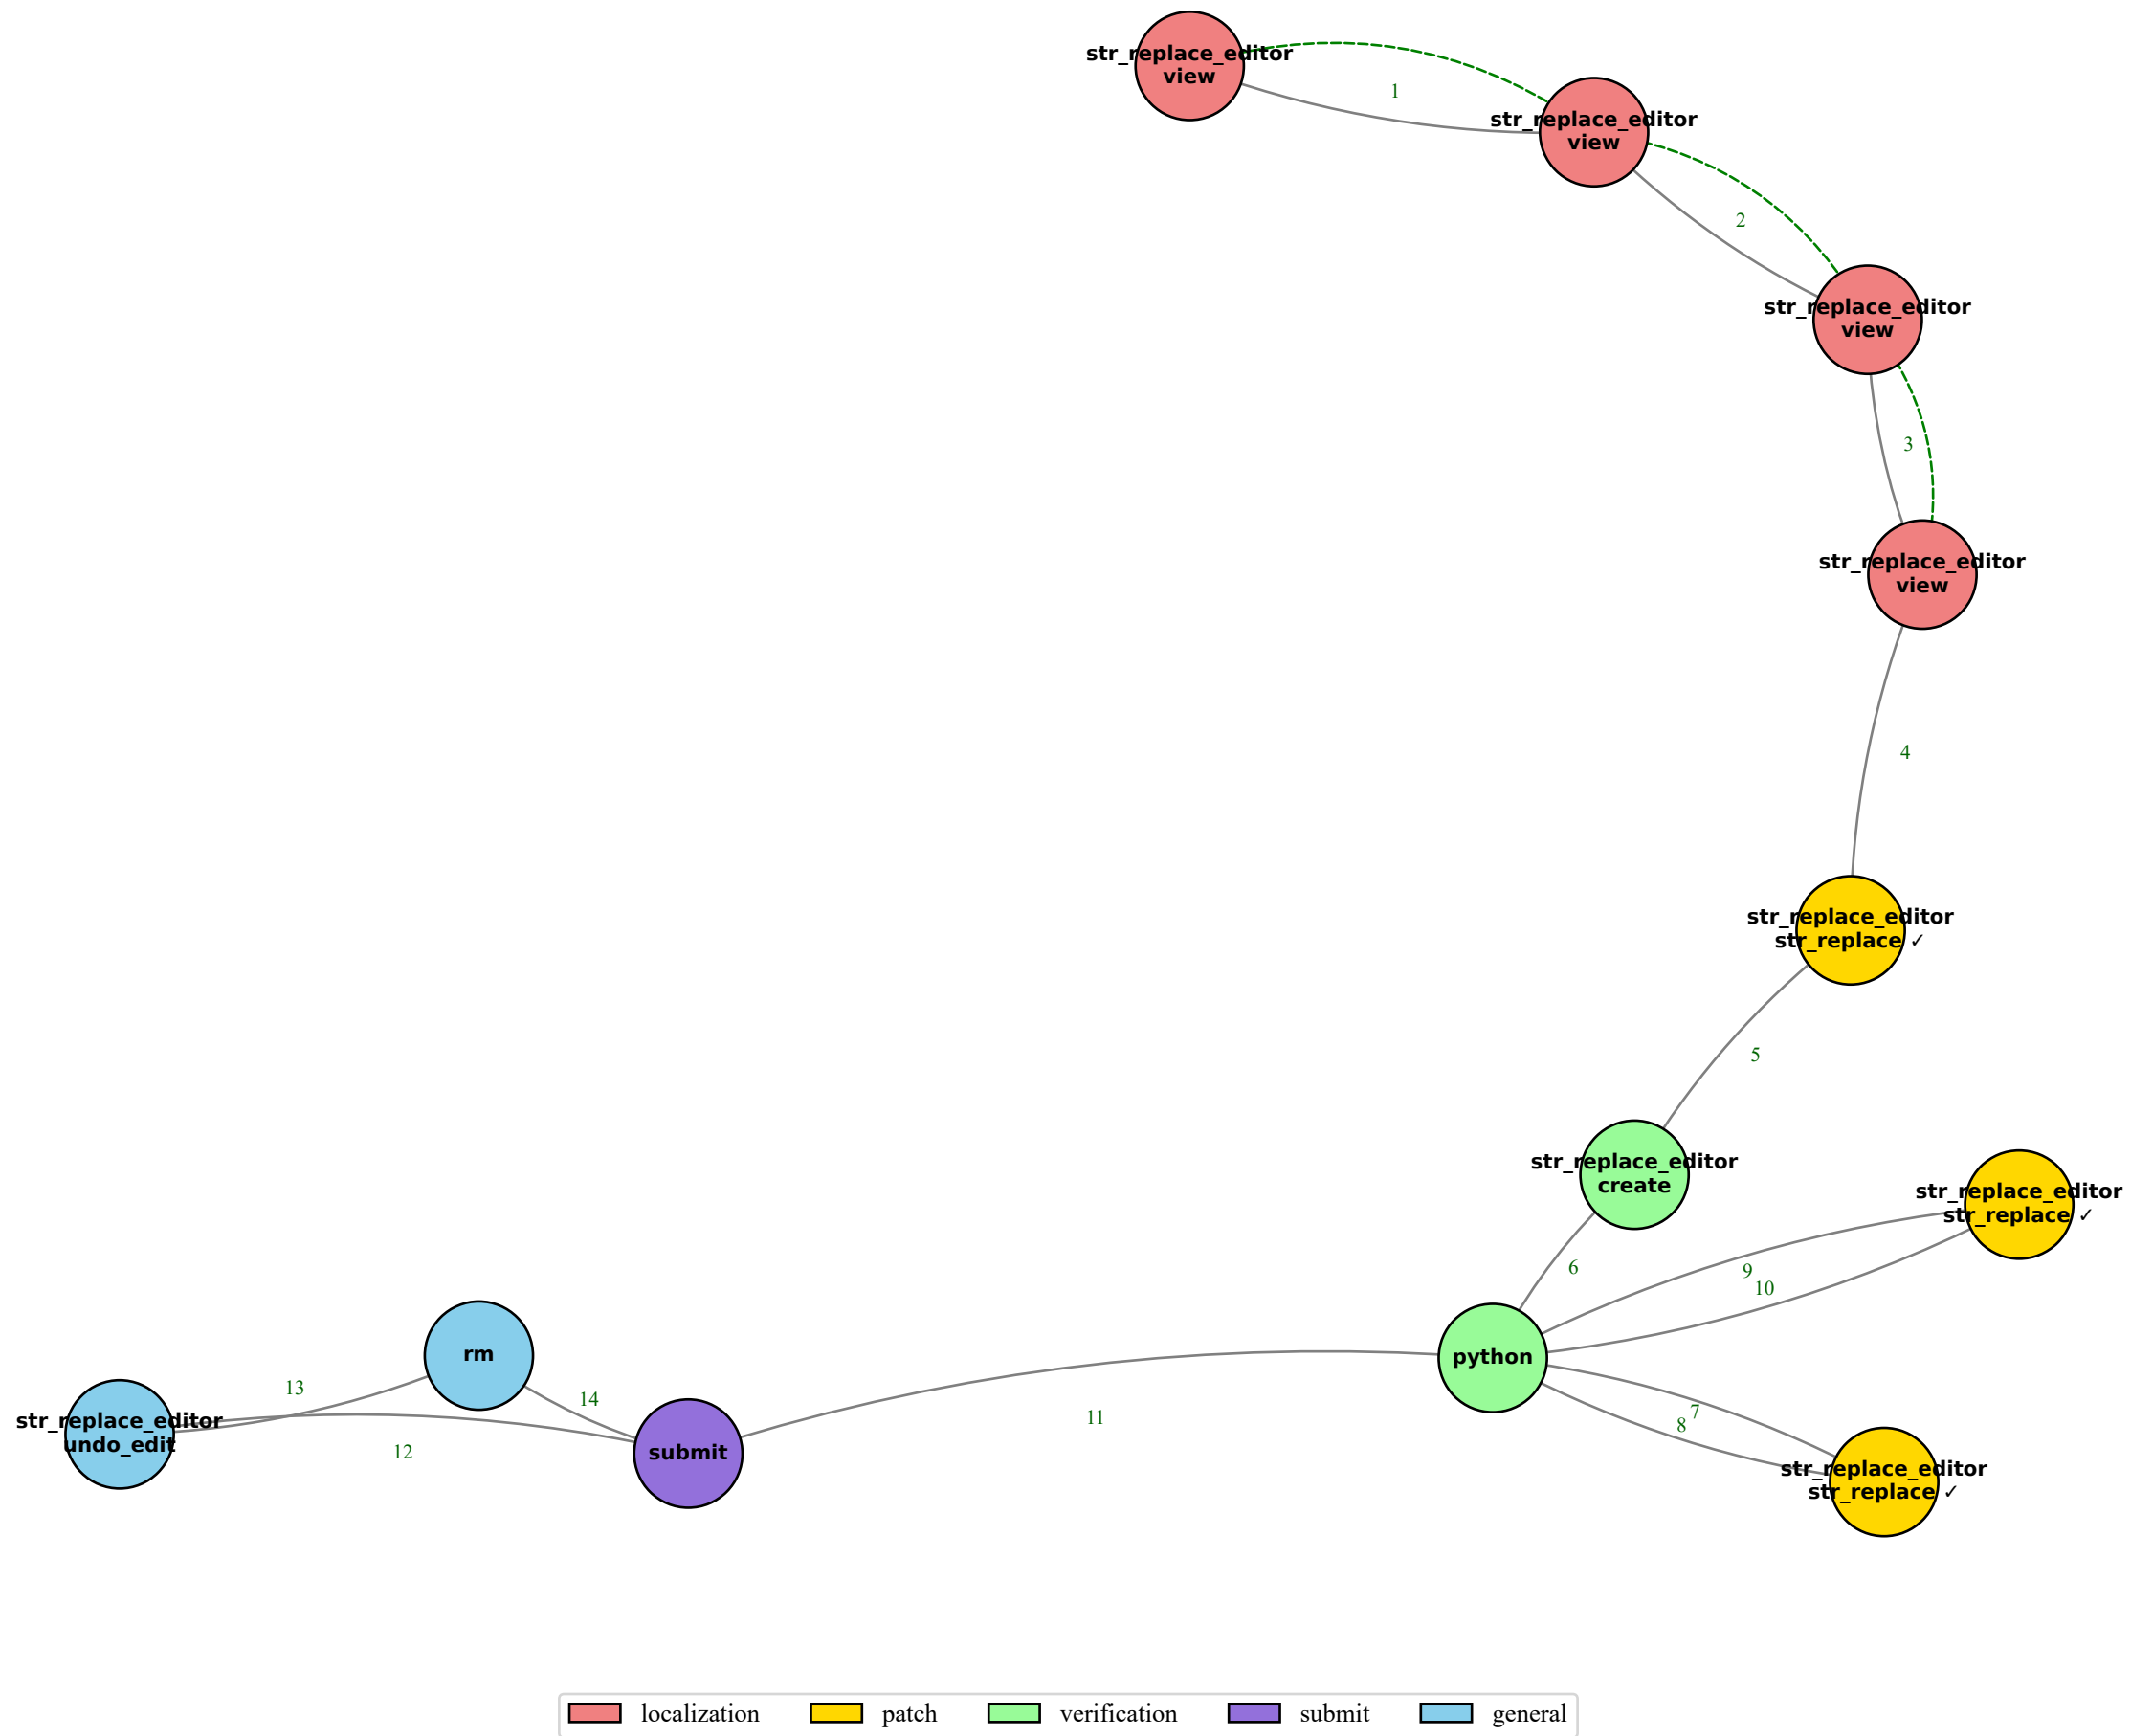 str_replace_editor
view
1
str_replace_editor
view
2
str_replace_editor
view
3
str_replace_editor
view
4
str_replace_editor
str_replace ✓
5
str_replace_editor
create
6
str_replace_editor
str_replace ✓
9
10
python
rm
13
14
str_replace_editor
undo_edit
12
submit
11
7
8
str_replace_editor
str_replace ✓
localization patch verification submit general